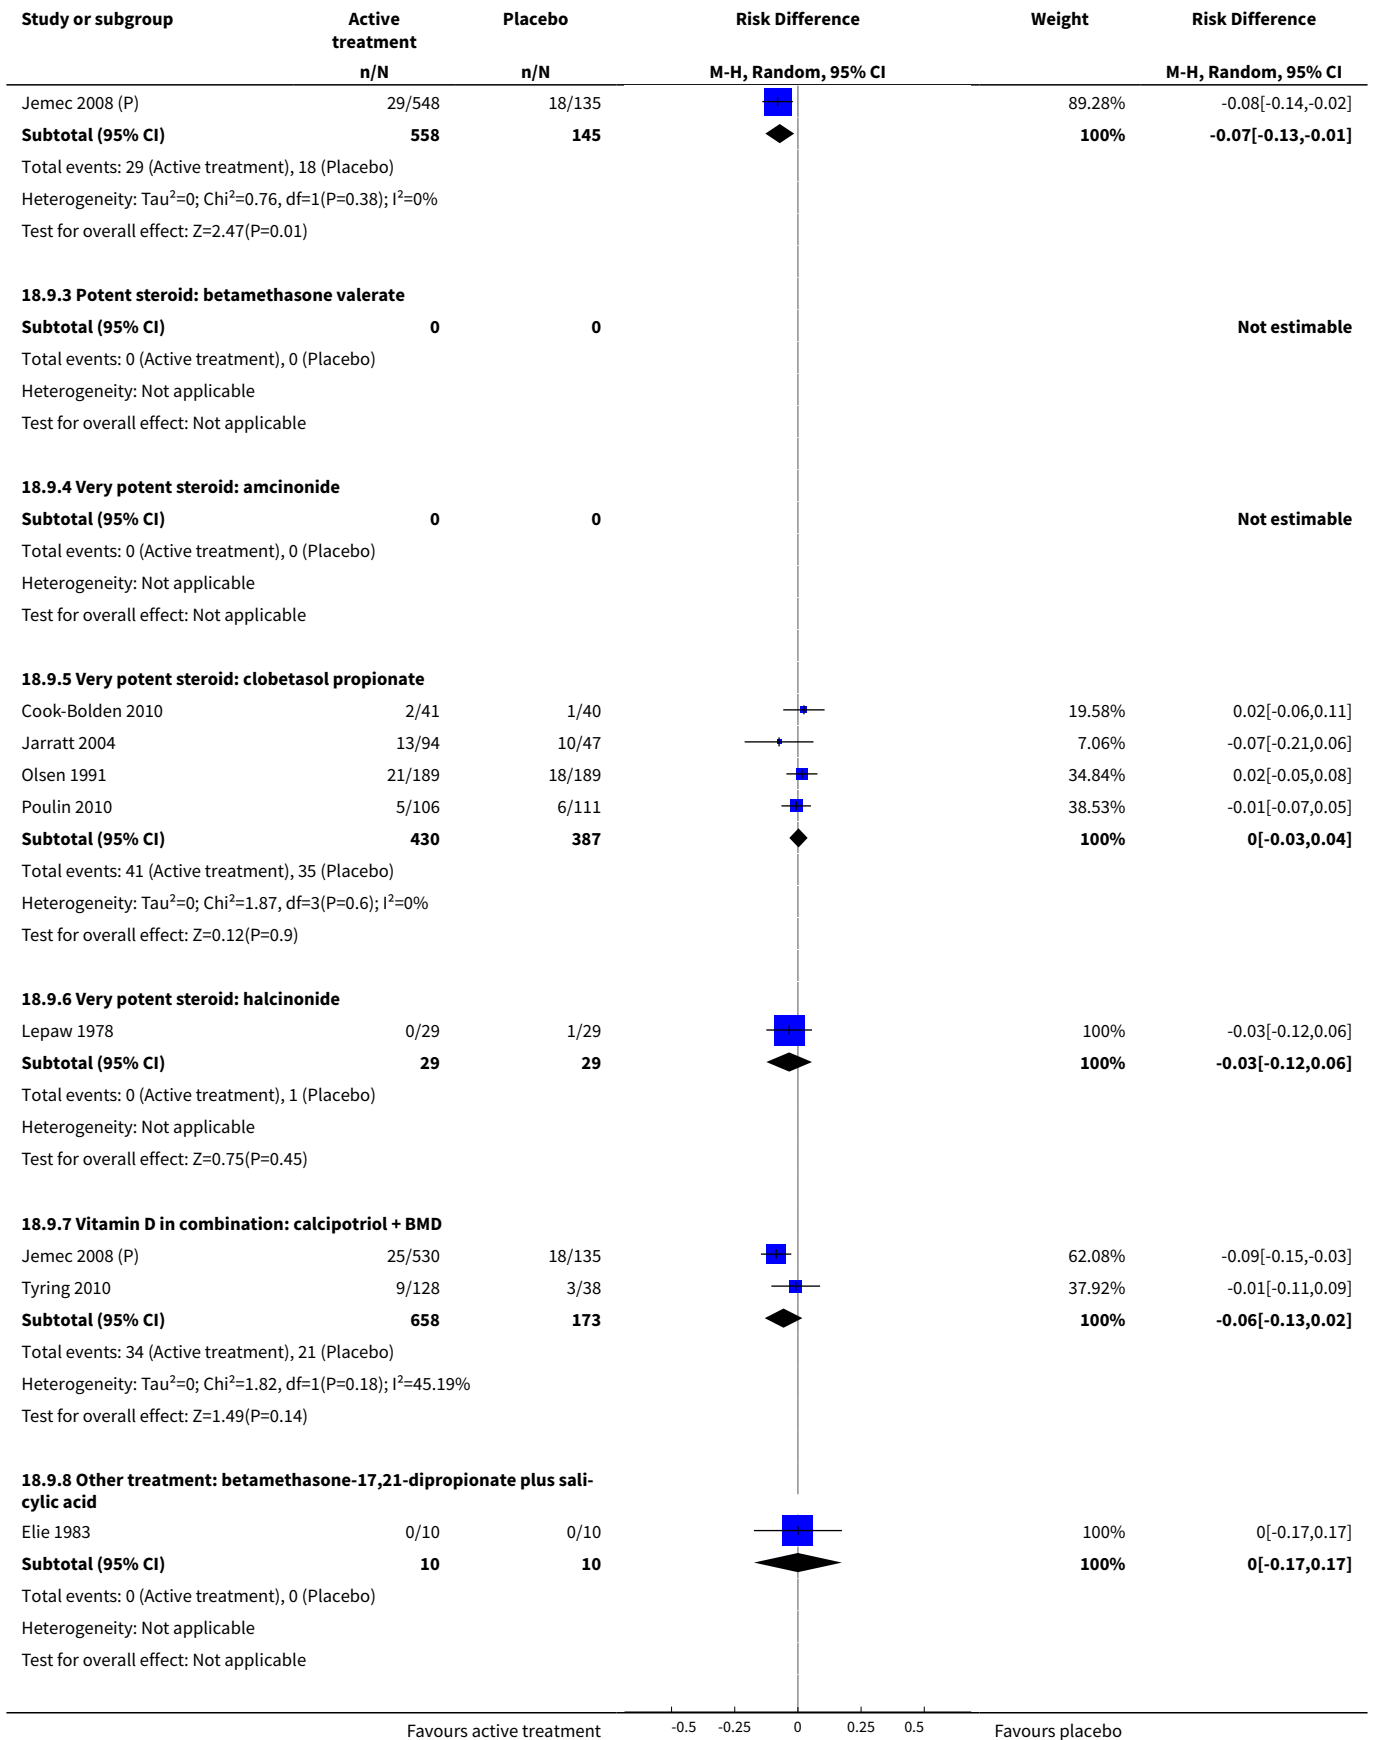 Study or subgroup Active treatment Placebo Risk Difference Weight Risk Difference
n/N n/N M-H, Random, 95% CI M-H, Random, 95% CI
Jemec 2008 (P) 29/548 18/135 89.28% -0.08[-0.14,-0.02]
Subtotal (95% CI) 558 145 100% -0.07[-0.13,-0.01]
Total events: 29 (Active treatment), 18 (Placebo)
Heterogeneity: Tau²=0; Chi²=0.76, df=1(P=0.38); I²=0%
Test for overall effect: Z=2.47(P=0.01)
18.9.3 Potent steroid: betamethasone valerate
Subtotal (95% CI) 0 0 Not estimable
Total events: 0 (Active treatment), 0 (Placebo)
Heterogeneity: Not applicable
Test for overall effect: Not applicable
18.9.4 Very potent steroid: amcinonide
Subtotal (95% CI) 0 0 Not estimable
Total events: 0 (Active treatment), 0 (Placebo)
Heterogeneity: Not applicable
Test for overall effect: Not applicable
18.9.5 Very potent steroid: clobetasol propionate
Cook-Bolden 2010 2/41 1/40 19.58% 0.02[-0.06,0.11]
Jarratt 2004 13/94 10/47 7.06% -0.07[-0.21,0.06]
Olsen 1991 21/189 18/189 34.84% 0.02[-0.05,0.08]
Poulin 2010 5/106 6/111 38.53% -0.01[-0.07,0.05]
Subtotal (95% CI) 430 387 100% 0[-0.03,0.04]
Total events: 41 (Active treatment), 35 (Placebo)
Heterogeneity: Tau²=0; Chi²=1.87, df=3(P=0.6); I²=0%
Test for overall effect: Z=0.12(P=0.9)
18.9.6 Very potent steroid: halcinonide
Lepaw 1978 0/29 1/29 100% -0.03[-0.12,0.06]
Subtotal (95% CI) 29 29 100% -0.03[-0.12,0.06]
Total events: 0 (Active treatment), 1 (Placebo)
Heterogeneity: Not applicable
Test for overall effect: Z=0.75(P=0.45)
18.9.7 Vitamin D in combination: calcipotriol + BMD
Jemec 2008 (P) 25/530 18/135 62.08% -0.09[-0.15,-0.03]
Tyring 2010 9/128 3/38 37.92% -0.01[-0.11,0.09]
Subtotal (95% CI) 658 173 100% -0.06[-0.13,0.02]
Total events: 34 (Active treatment), 21 (Placebo)
Heterogeneity: Tau²=0; Chi²=1.82, df=1(P=0.18); I²=45.19%
Test for overall effect: Z=1.49(P=0.14)
18.9.8 Other treatment: betamethasone-17,21-dipropionate plus sali-
cylic acid
Elie 1983 0/10 0/10 100% 0[-0.17,0.17]
Subtotal (95% CI) 10 10 100% 0[-0.17,0.17]
Total events: 0 (Active treatment), 0 (Placebo)
Heterogeneity: Not applicable
Test for overall effect: Not applicable
Favours active treatment -0.5 -0.25 0 0.25 0.5 Favours placebo